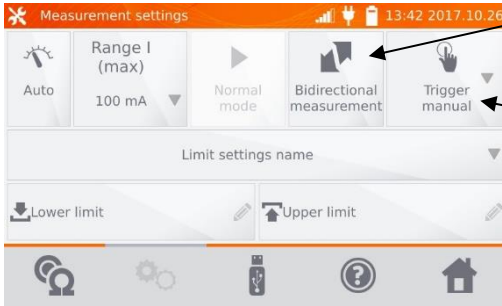 Measurement settings 13:42 2017.10.26
Auto
Range I
(max)
100 mA
Normal
mode
Bidirectional
measurement
Trigger
manual
Limit settings name
Lower limit
Upper limit